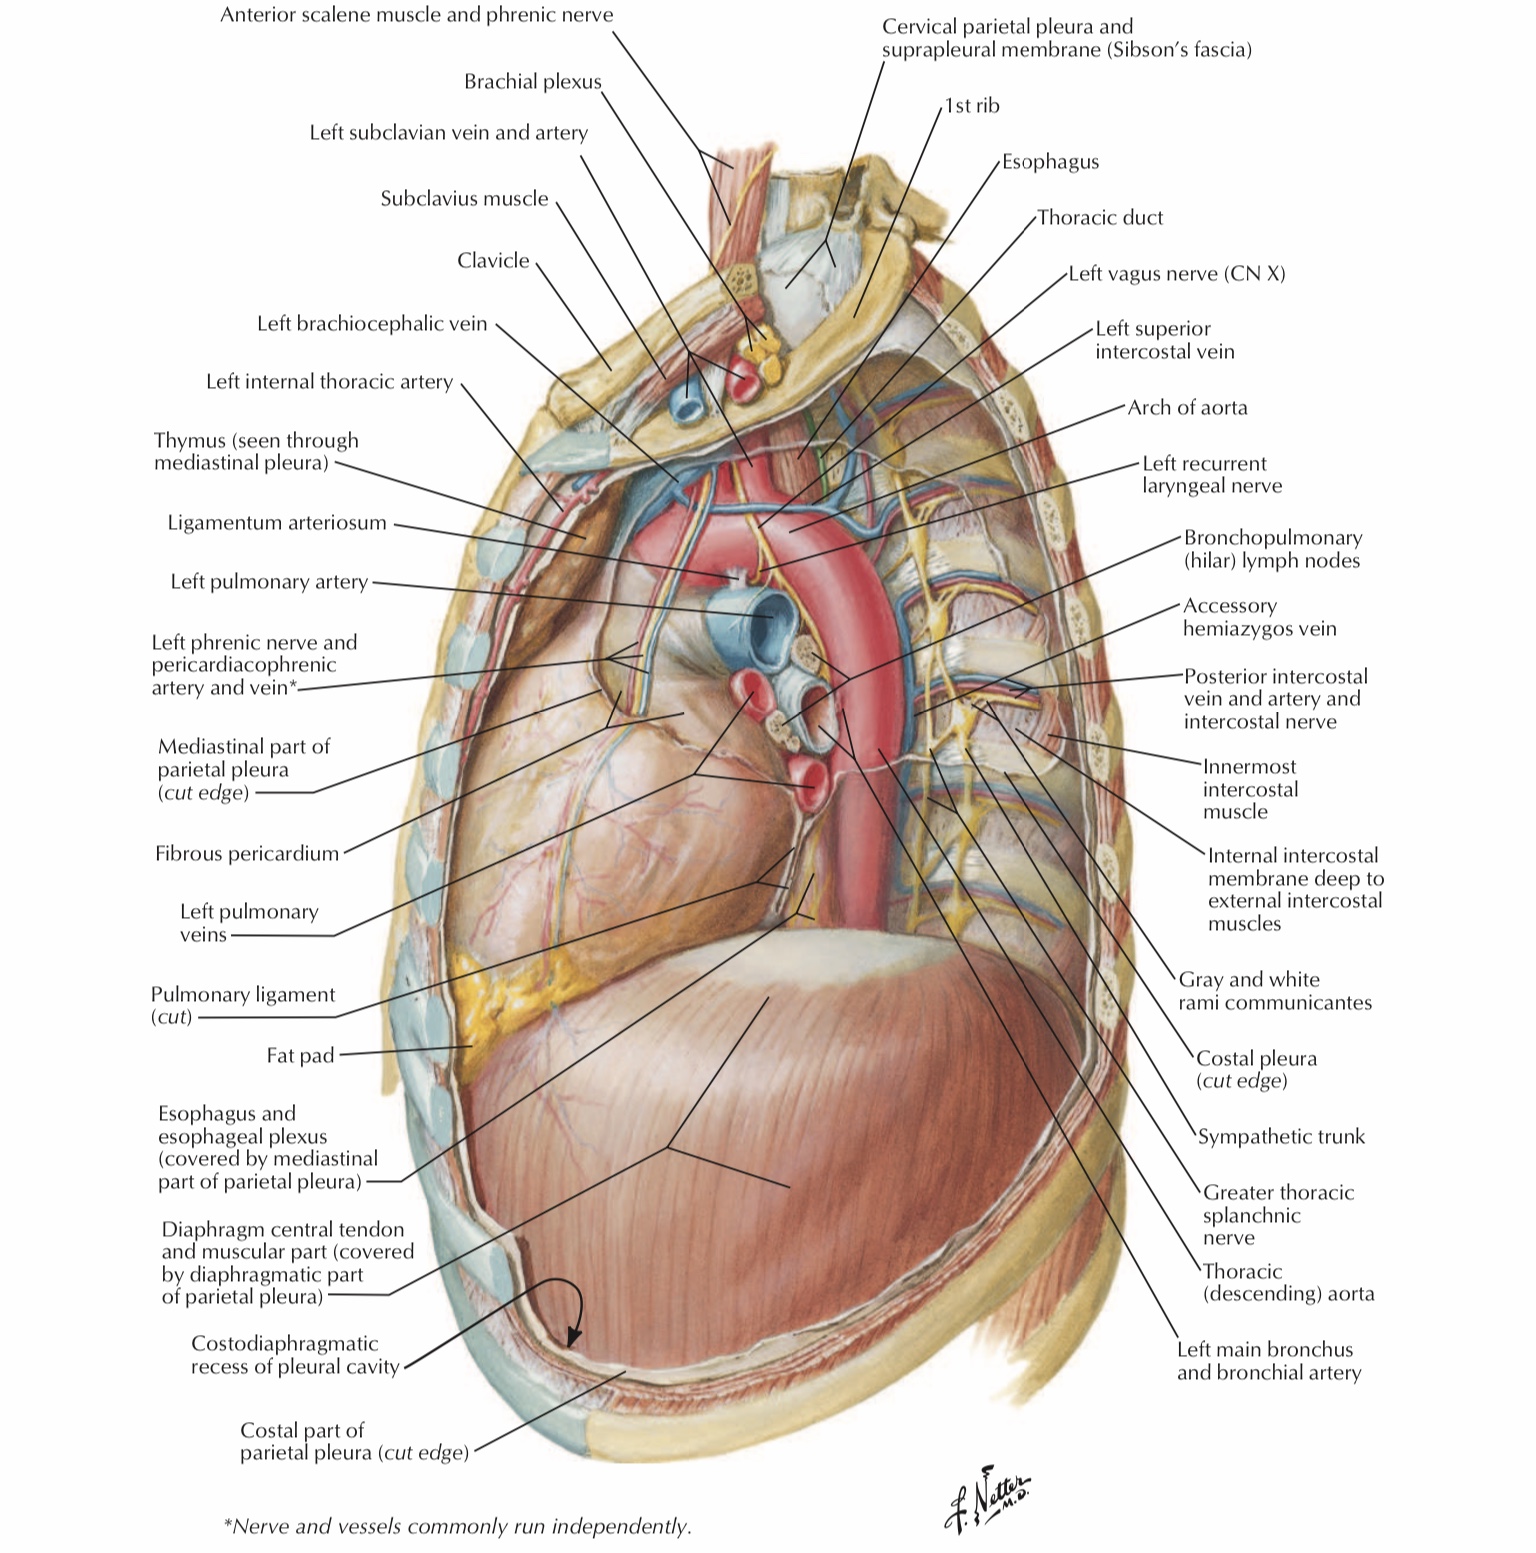 Anterior scalene muscle and phrenic nerve
Brachial plexus
Left subclavian vein and artery
Subclavius muscle
Clavicle
Left brachiocephalic vein
Left internal thoracic artery
Thymus (seen through
mediastinal pleura)
Ligamentum arteriosum
Left pulmonary artery
Left phrenic nerve and
pericardiacophrenic
artery and vein*
Mediastinal part of
parietal pleura
(cut edge)
Fibrous pericardium
Left pulmonary
veins
Pulmonary ligament
(cut)
Fat pad
Esophagus and
esophageal plexus
(covered by mediastinal
part of parietal pleura)
Diaphragm central tendon
and muscular part (covered
by diaphragmatic part
of parietal pleura)
Costodiaphragmatic
recess of pleural cavity
Costal part of
parietal pleura (cut edge)
Cervical parietal pleura and
suprapleural membrane (Sibson's fascia)
1st rib
Esophagus
Thoracic duct
Left vagus nerve (CN X)
Left superior
intercostal vein
Arch of aorta
Left recurrent
laryngeal nerve
Bronchopulmonary
(hilar) lymph nodes
Accessory
hemiazygos vein
Posterior intercostal
vein and artery and
intercostal nerve
Innermost
intercostal
muscle
Internal intercostal
membrane deep to
external intercostal
muscles
Gray and white
rami communicantes
Costal pleura
(cut edge)
Sympathetic trunk
Greater thoracic
splanchnic
nerve
Thoracic
(descending) aorta
Left main bronchus
and bronchial artery
F. Netter
M.D.
*Nerve and vessels commonly run independently.